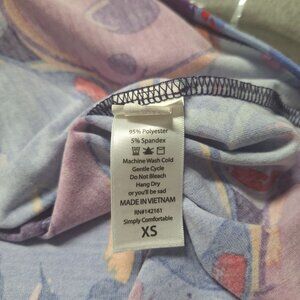 95% Polyester
5% Spandex
Machine Wash Cold
Gentle Cycle
Do Not Bleach
Hang Dry
or you'll be sad
MADE IN VIETNAM
RN#142161
Simply Comfortable
XS